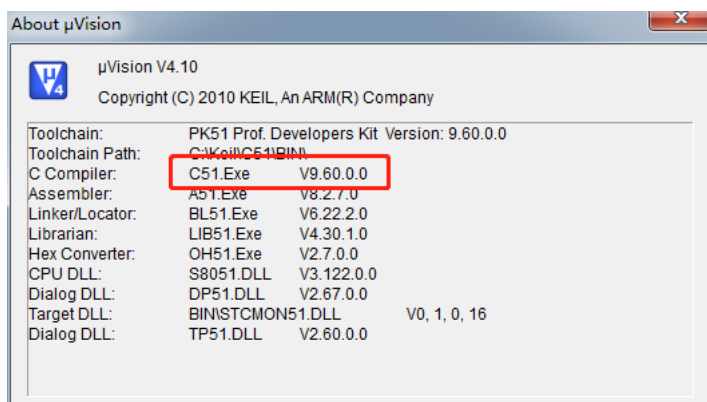 About µVision
µVision V4.10
Copyright (C) 2010 KEIL, An ARM(R) Company
Toolchain: PK51 Prof. Developers Kit Version: 9.60.0.0
Toolchain Path: C:\Keil\C51\BIN\
C Compiler: C51.Exe V9.60.0.0
Assembler: A51.Exe V8.2.7.0
Linker/Locator: BL51.Exe V6.22.2.0
Librarian: LIB51.Exe V4.30.1.0
Hex Converter: OH51.Exe V2.7.0.0
CPU DLL: S8051.DLL V3.122.0.0
Dialog DLL: DP51.DLL V2.67.0.0
Target DLL: BIN\STCMON51.DLL V0, 1, 0, 16
Dialog DLL: TP51.DLL V2.60.0.0